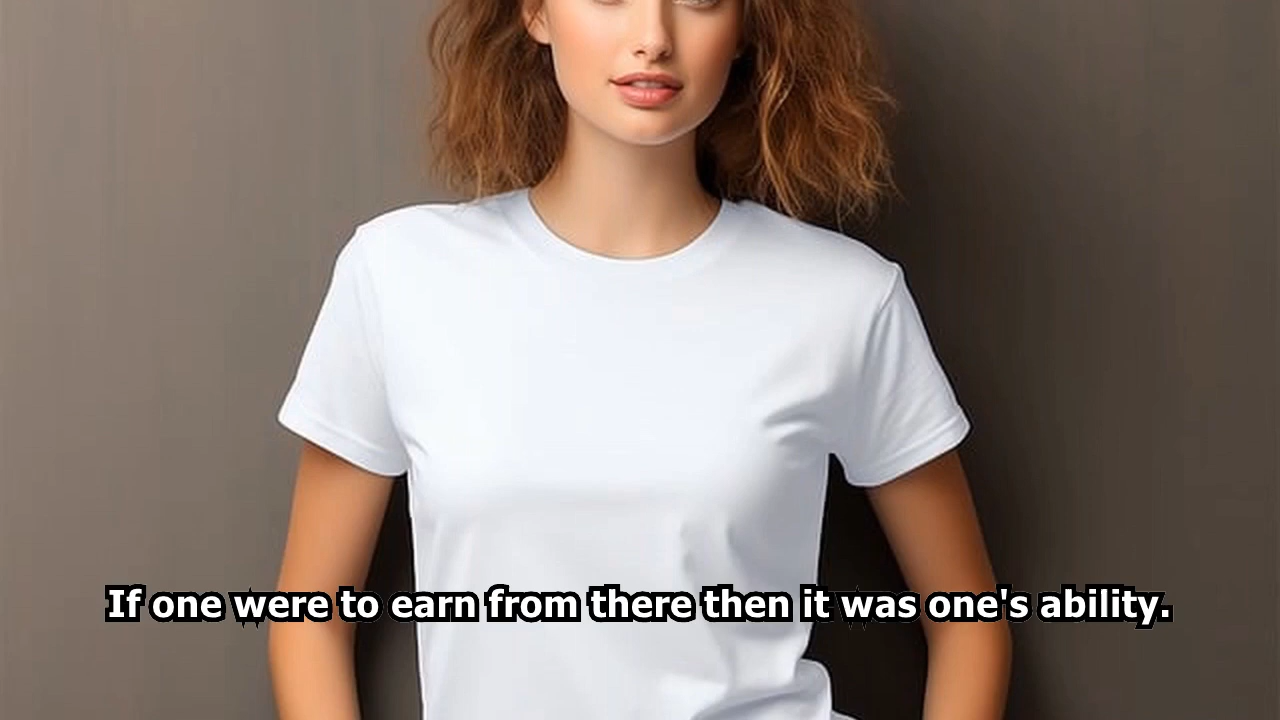 If one were to earn from there then it was one's ability.